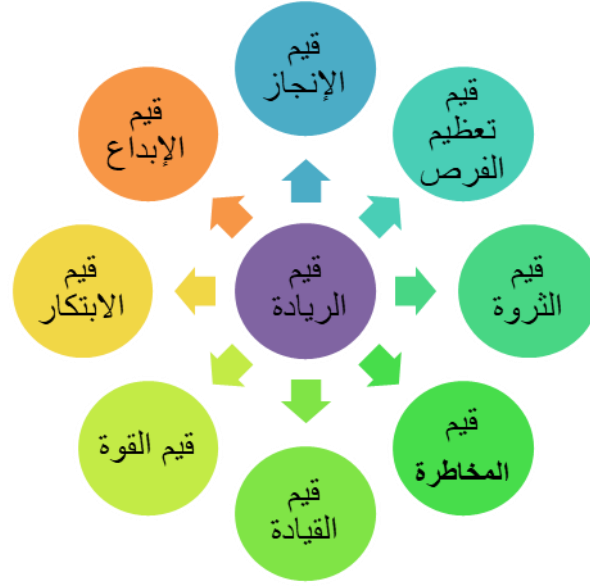 قيم
الإنجاز
قيم
تعظيم
الفرص
قيم
الثروة
قيم
المخاطرة
قيم
القيادة
قيم القوة
قيم
الابتكار
قيم
الإبداع
قيم
الريادة